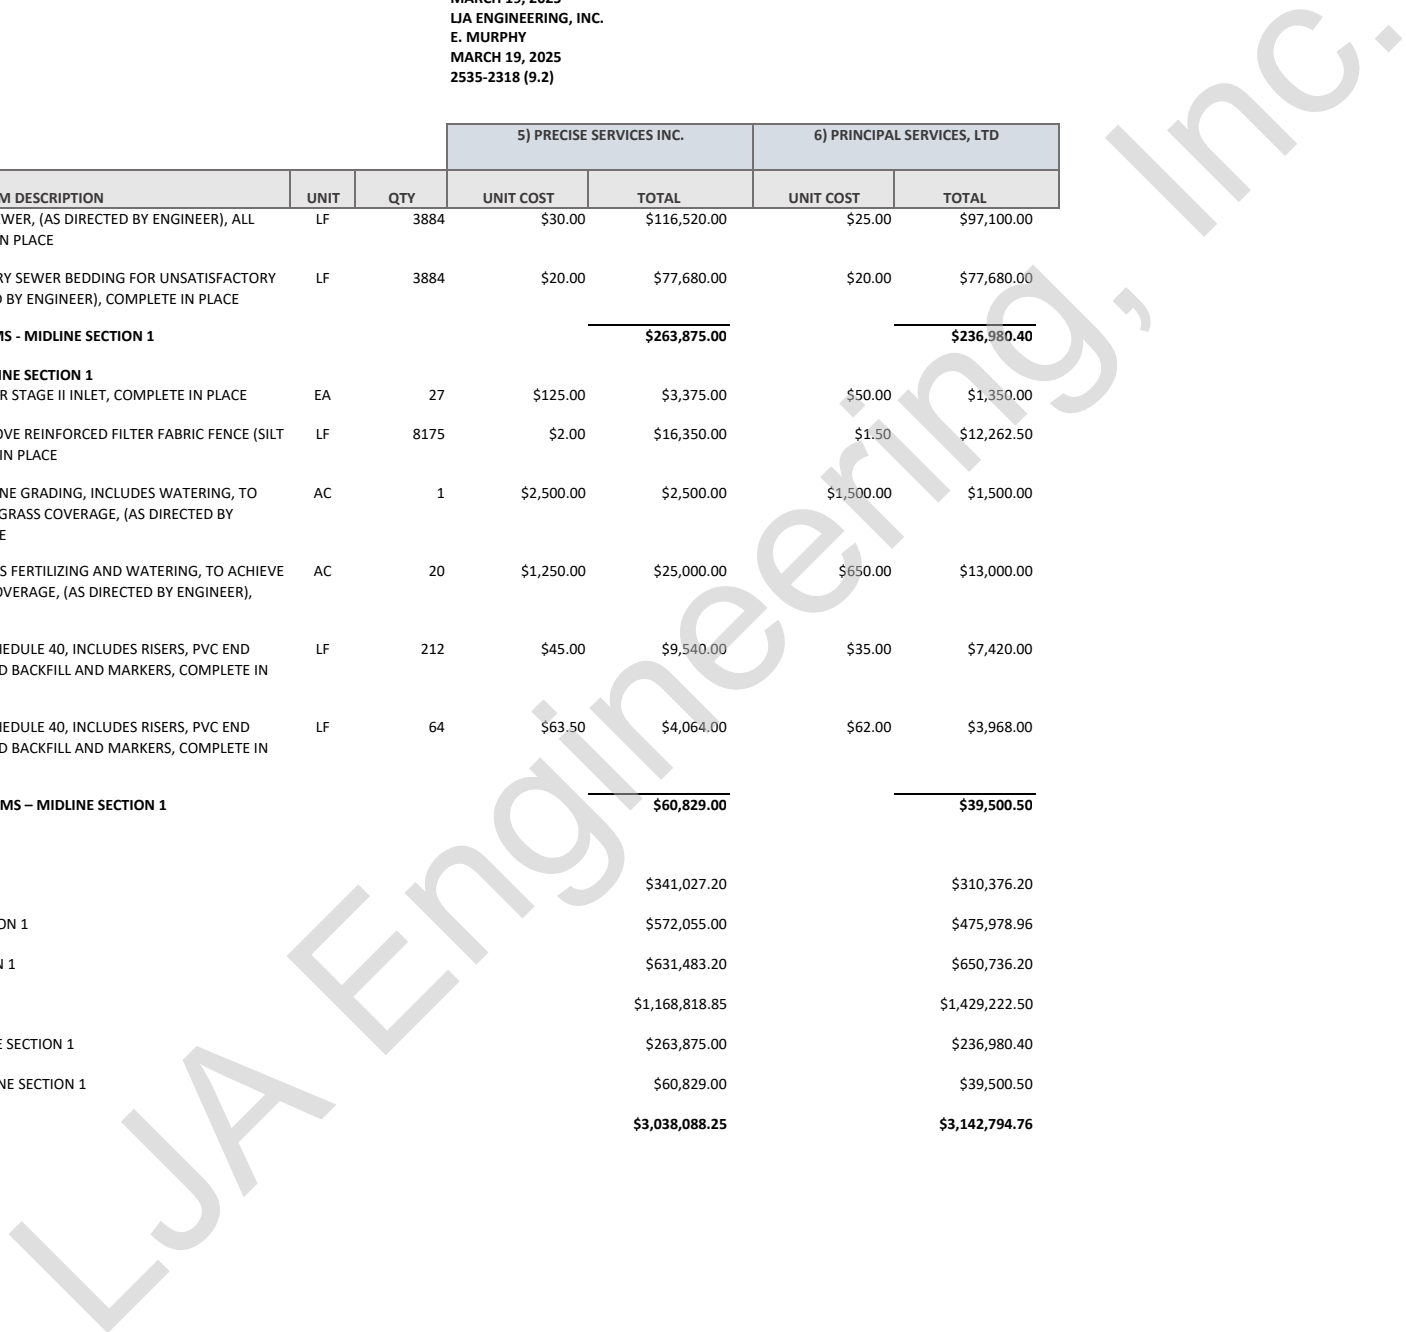 MARCH 19, 2025
LJA ENGINEERING, INC.
E. MURPHY
MARCH 19, 2025
2535-2318 (9.2)
5) PRECISE SERVICES INC. 6) PRINCIPAL SERVICES, LTD
M DESCRIPTION UNIT QTY UNIT COST TOTAL UNIT COST TOTAL
WER, (AS DIRECTED BY ENGINEER), ALL LF 3884 $30.00 $116,520.00 $25.00 $97,100.00
N PLACE
RY SEWER BEDDING FOR UNSATISFACTORY LF 3884 $20.00 $77,680.00 $20.00 $77,680.00
D BY ENGINEER), COMPLETE IN PLACE
MS - MIDLINE SECTION 1 $263,875.00 $236,980.40
INE SECTION 1
R STAGE II INLET, COMPLETE IN PLACE EA 27 $125.00 $3,375.00 $50.00 $1,350.00
OVE REINFORCED FILTER FABRIC FENCE (SILT LF 8175 $2.00 $16,350.00 $1.50 $12,262.50
IN PLACE
NE GRADING, INCLUDES WATERING, TO AC 1 $2,500.00 $2,500.00 $1,500.00 $1,500.00
GRASS COVERAGE, (AS DIRECTED BY
E
S FERTILIZING AND WATERING, TO ACHIEVE AC 20 $1,250.00 $25,000.00 $650.00 $13,000.00
OVERAGE, (AS DIRECTED BY ENGINEER),
HEDULE 40, INCLUDES RISERS, PVC END LF 212 $45.00 $9,540.00 $35.00 $7,420.00
D BACKFILL AND MARKERS, COMPLETE IN
HEDULE 40, INCLUDES RISERS, PVC END LF 64 $63.50 $4,064.00 $62.00 $3,968.00
D BACKFILL AND MARKERS, COMPLETE IN
MS – MIDLINE SECTION 1 $60,829.00 $39,500.50
$341,027.20 $310,376.20
ON 1 $572,055.00 $475,978.96
N 1 $631,483.20 $650,736.20
$1,168,818.85 $1,429,222.50
E SECTION 1 $263,875.00 $236,980.40
NE SECTION 1 $60,829.00 $39,500.50
$3,038,088.25 $3,142,794.76
LJA Engineering, Inc.